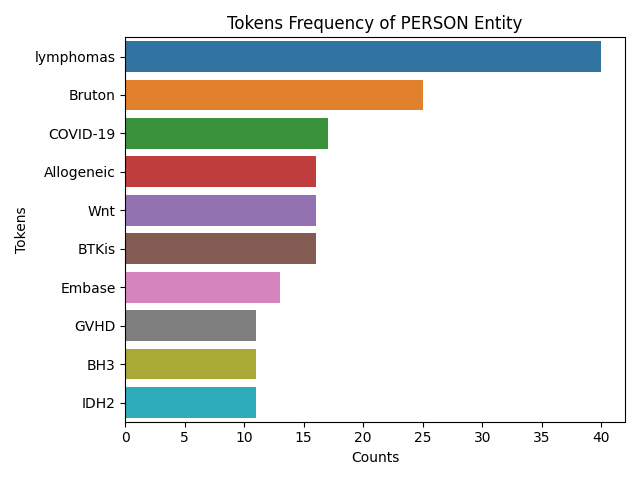 Tokens Frequency of PERSON Entity
lymphomas
Bruton
COVID-19
Allogeneic
Wnt
BTKis
Embase
GVHD
BH3
IDH2
Tokens
0 5 10 15 20 25 30 35 40
Counts